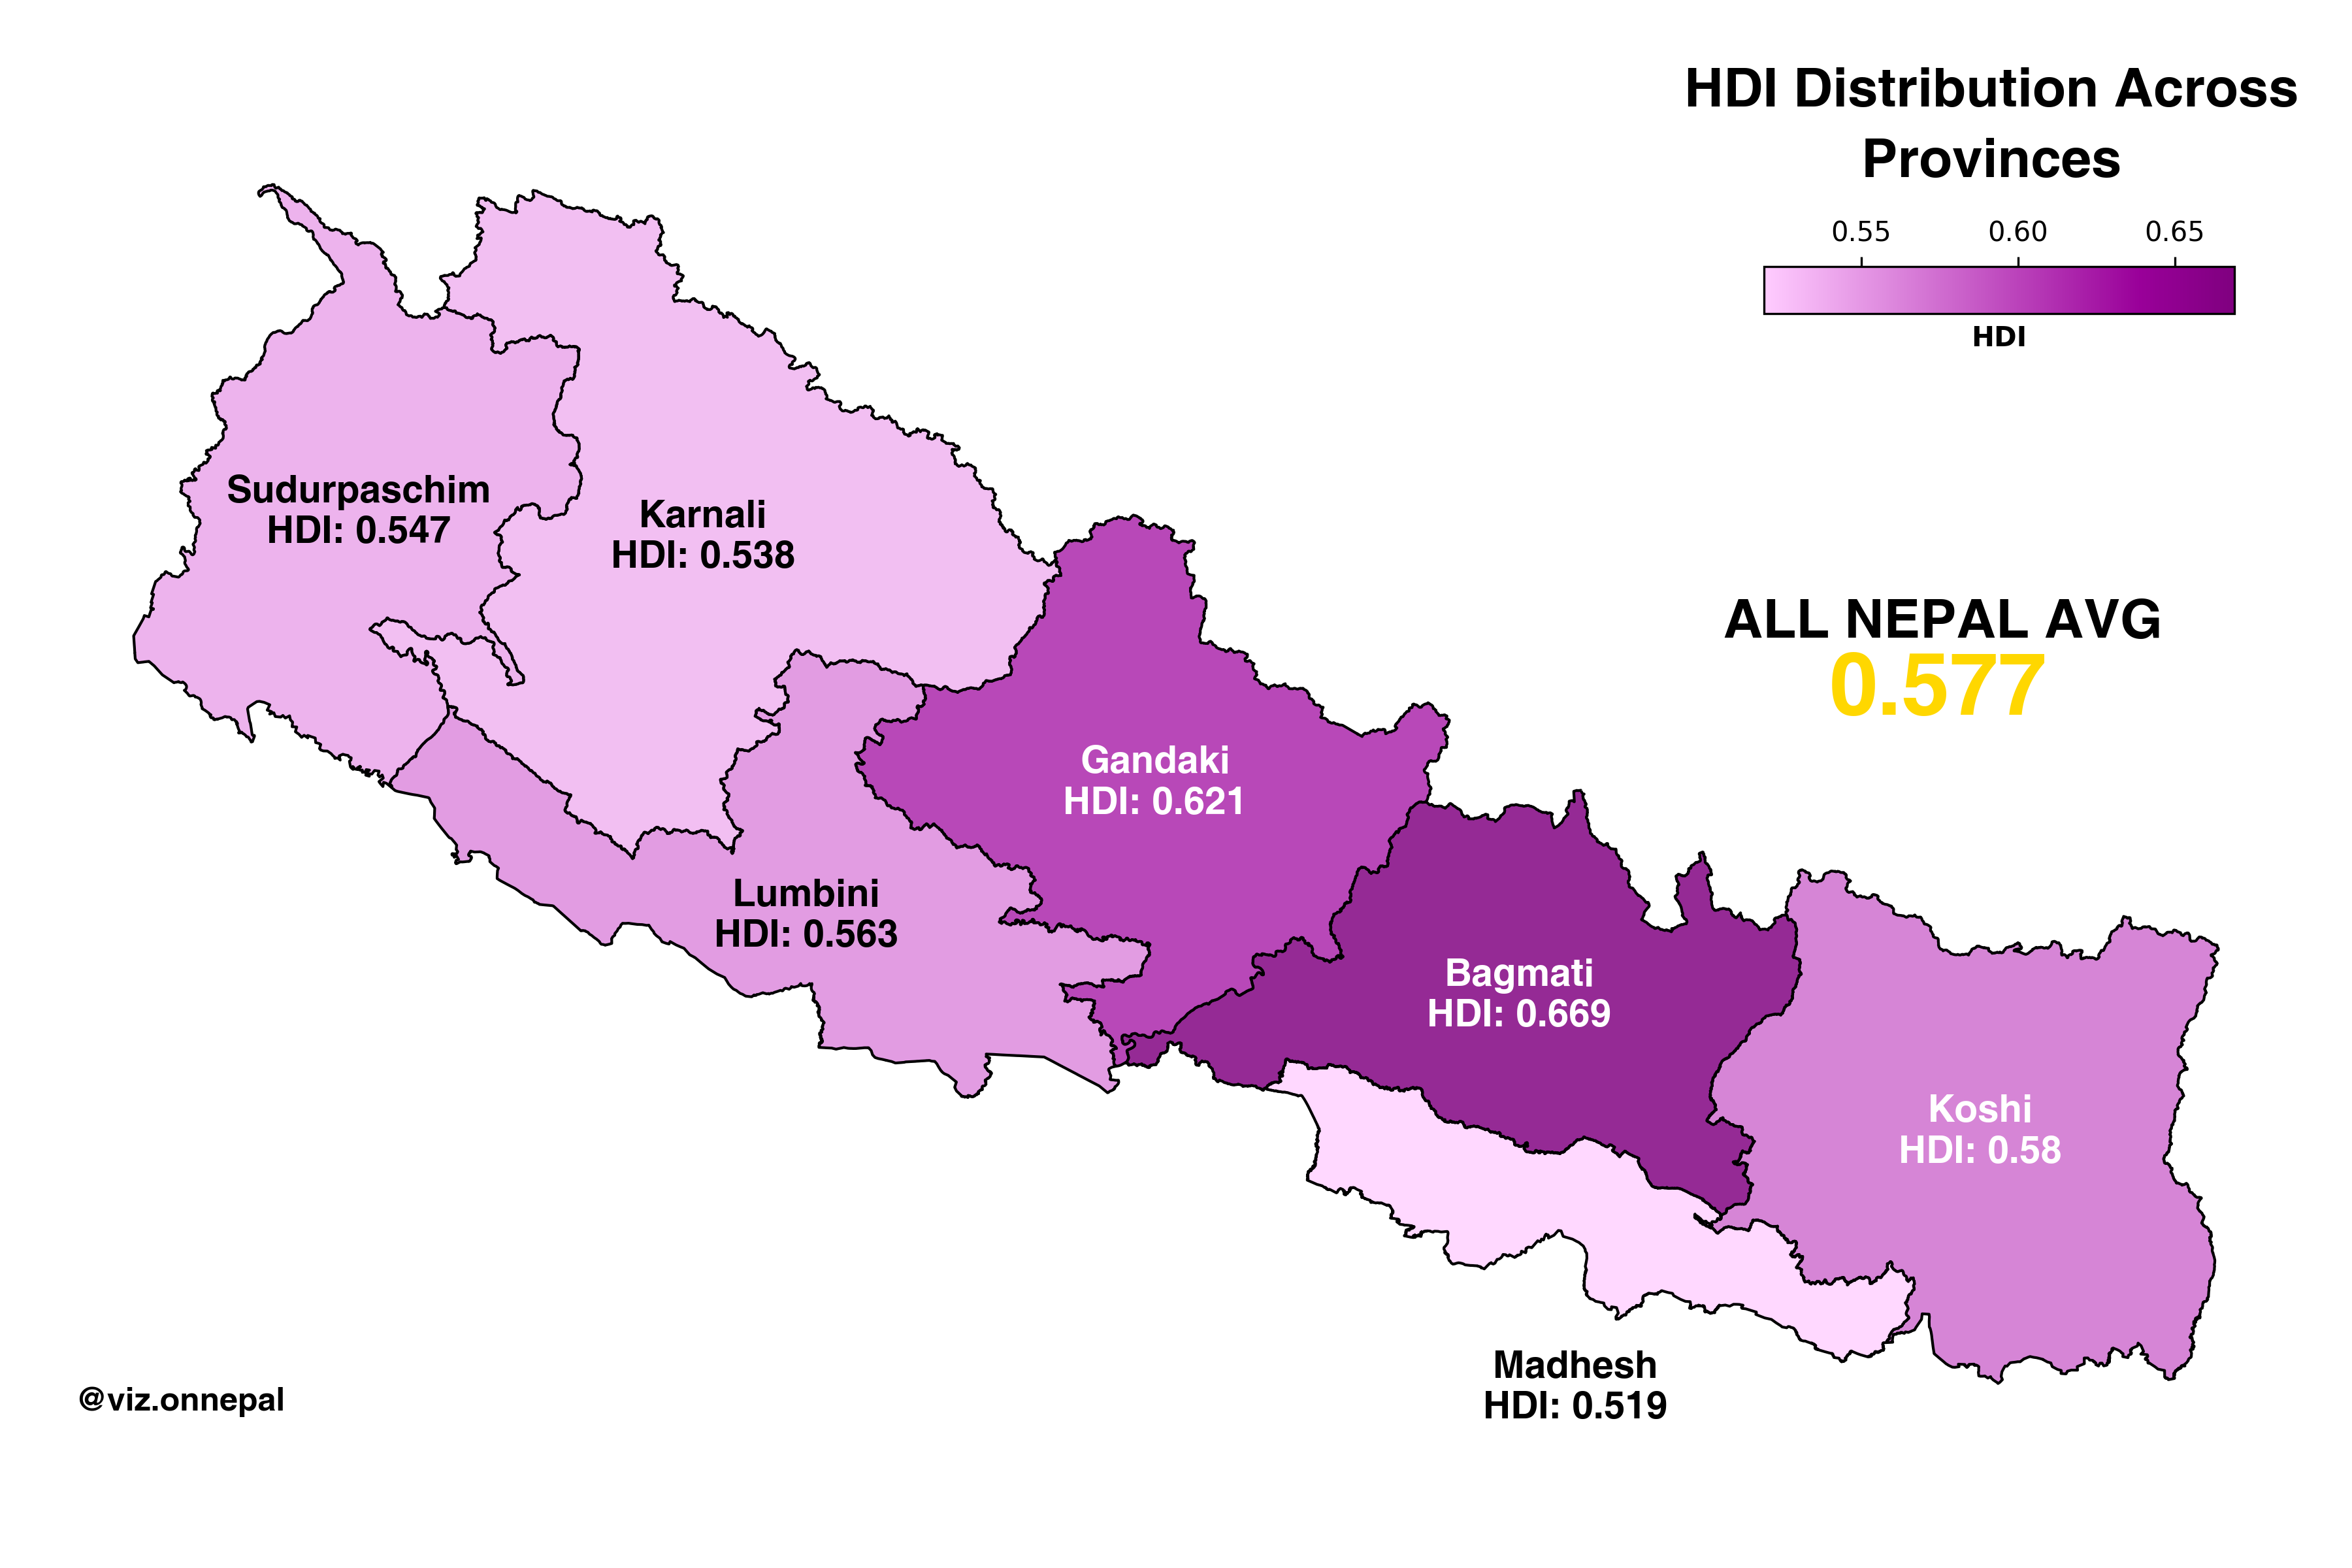 HDI Distribution Across
Provinces
0.55 0.60 0.65
HDI
Sudurpaschim
HDI: 0.547
Karnali
HDI: 0.538
ALL NEPAL AVG
0.577
Gandaki
HDI: 0.621
Lumbini
HDI: 0.563
Bagmati
HDI: 0.669
Koshi
HDI: 0.58
Madhesh
HDI: 0.519
@viz.onnepal